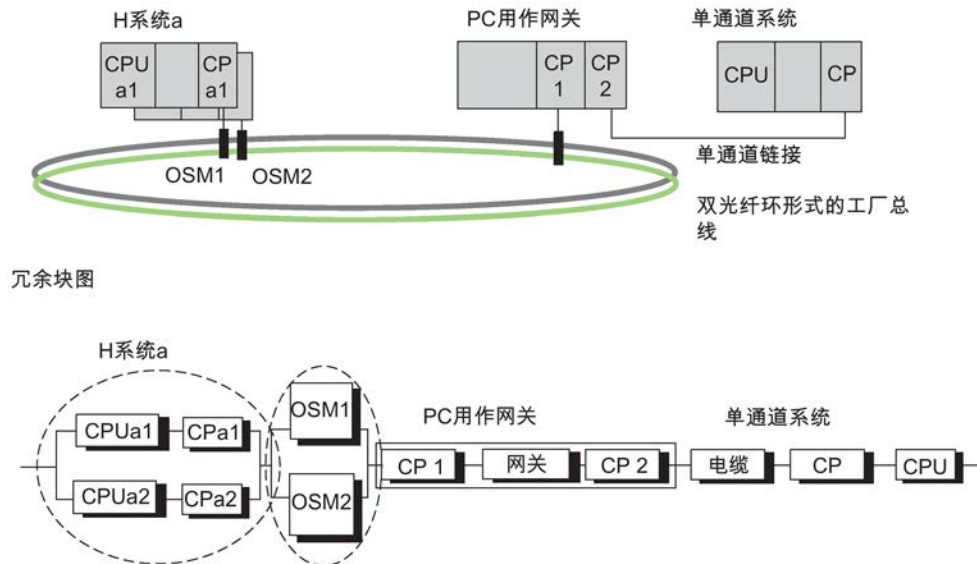 H系统a
PC用作网关
单通道系统
CPU
a1
CP
a1
CP
1
CP
2
CPU
CP
OSM1
OSM2
单通道链接
双光纤环形式的工厂总
线
冗余块图
H系统a
PC用作网关
单通道系统
CPUa1
CPa1
OSM1
CP 1
网关
CP 2
电缆
CP
CPU
CPUa2
CPa2
OSM2